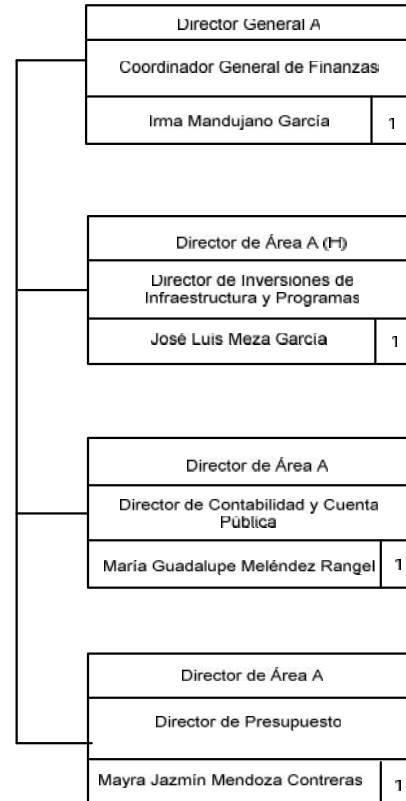 Director General A
Coordinador General de Finanzas
Irma Mandujano García
1
Director de Área A (H)
Director de Inversiones de
Infraestructura y Programas
José Luis Meza García
1
Director de Área A
Director de Contabilidad y Cuenta
Pública
María Guadalupe Meléndez Rangel
1
Director de Área A
Director de Presupuesto
Mayra Jazmín Mendoza Contreras
1